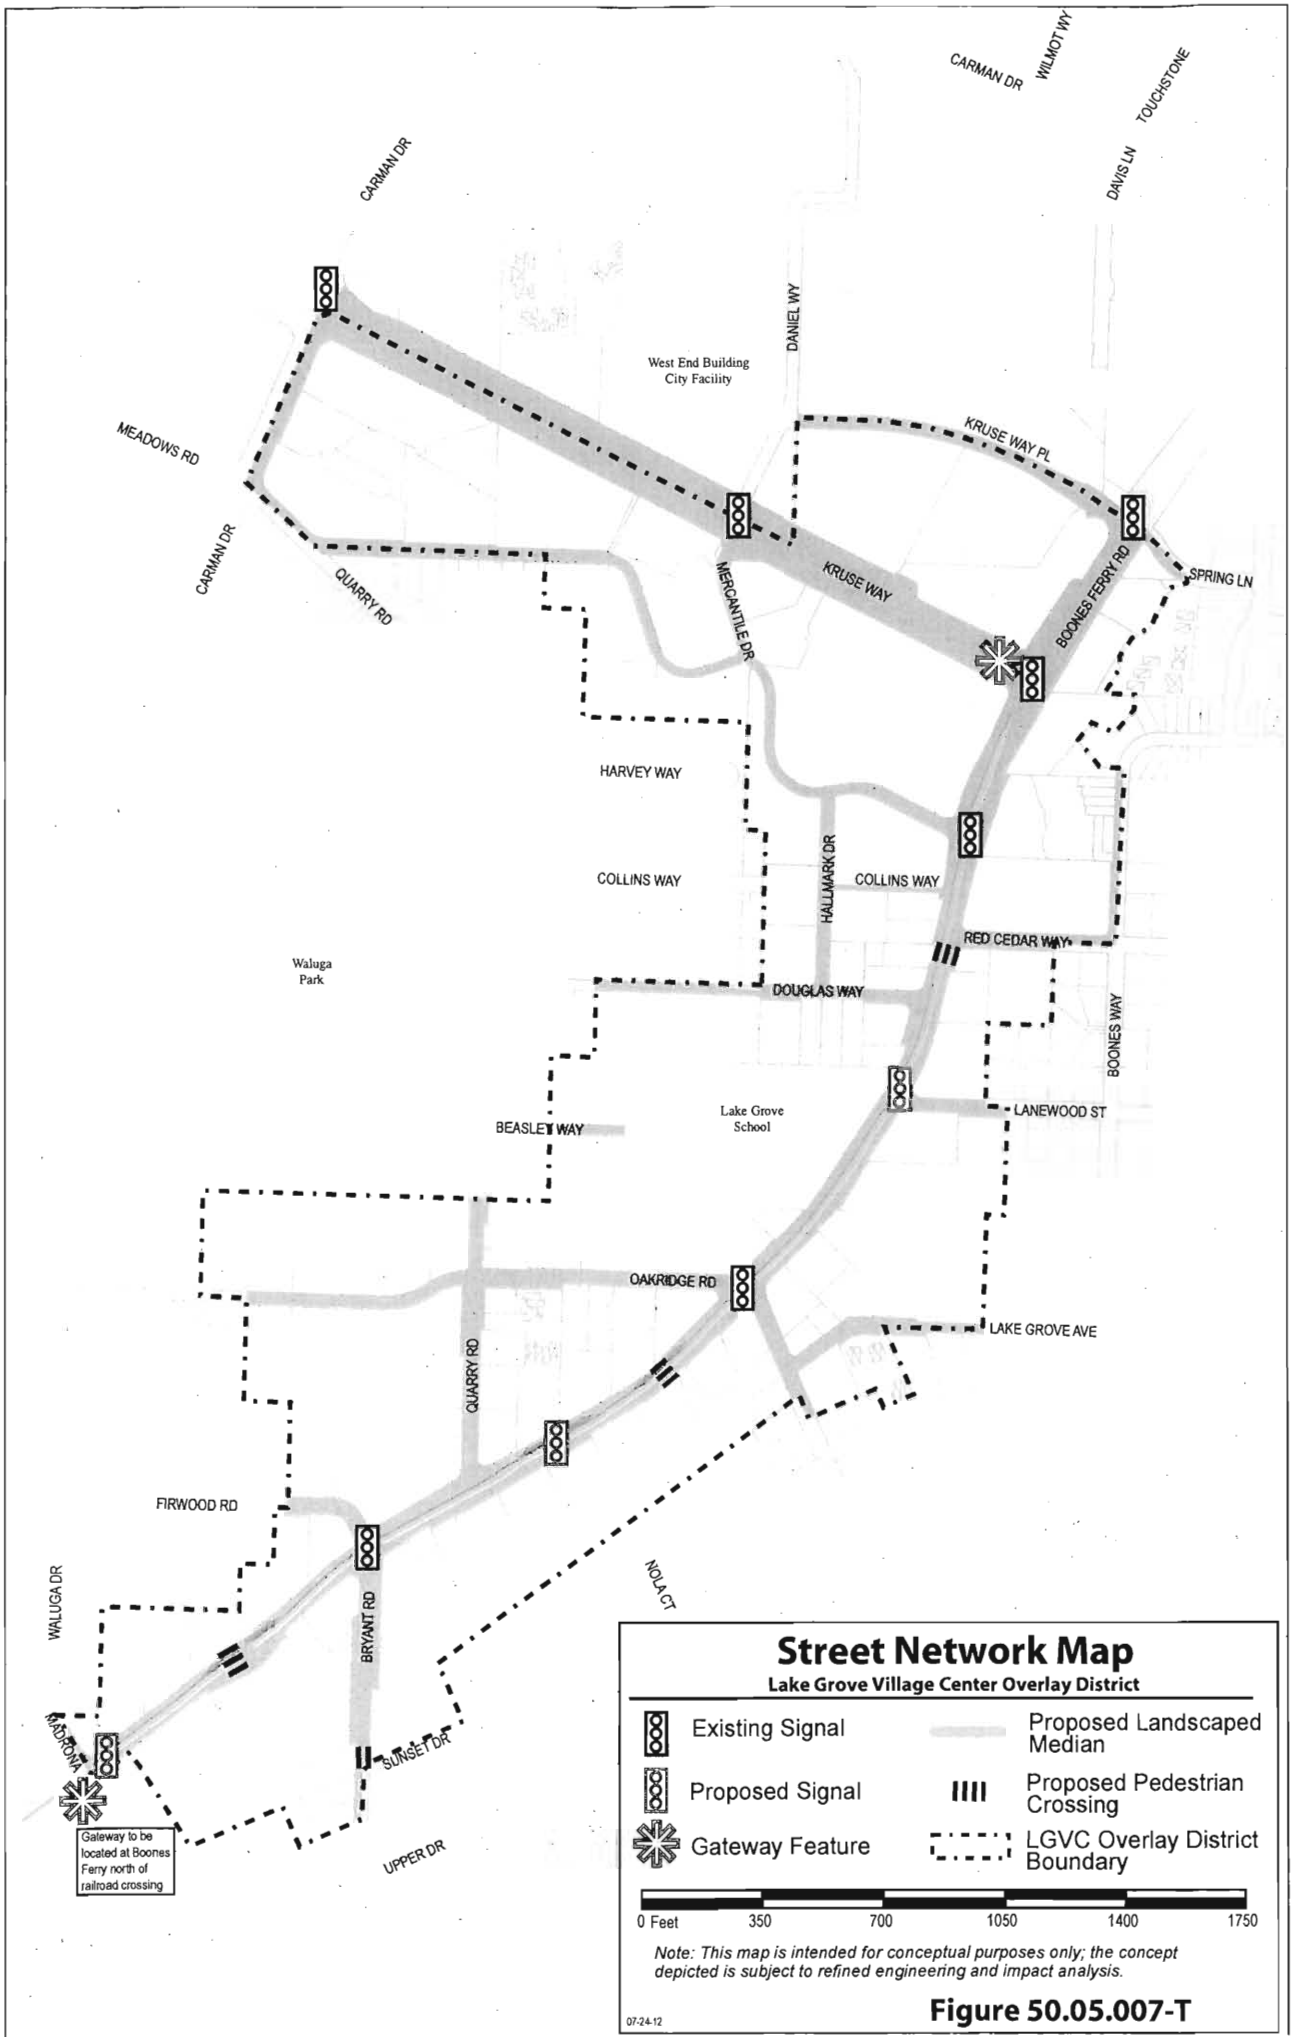 CARMAN DR
WILMOT WY
TOUCHSTONE
DAVIS LN
CARMAN DR
DANIEL WY
West End Building
City Facility
KRUSE WAY PL
MEADOWS RD
CARMAN DR
QUARRY RD
MERCANTILE DR
KRUSE WAY
BOONES FERRY RD
SPRING LN
HARVEY WAY
HALLMARK DR
COLLINS WAY
COLLINS WAY
RED CEDAR WAY
Waluga
Park
DOUGLAS WAY
BOONES WAY
Lake Grove
School
LANEWOOD ST
BEASLEY WAY
OAKRIDGE RD
LAKE GROVE AVE
QUARRY RD
FIRWOOD RD
WALUGA DR
NOLA CT
BRYANT RD
MADRONA
SUNSET DR
UPPER DR
Gateway to be
located at Boones
Ferry north of
railroad crossing
Street Network Map
Lake Grove Village Center Overlay District
Existing Signal
Proposed Landscaped
Median
Proposed Signal
Proposed Pedestrian
Crossing
Gateway Feature
LGVC Overlay District
Boundary
0 Feet 350 700 1050 1400 1750
Note: This map is intended for conceptual purposes only; the concept
depicted is subject to refined engineering and impact analysis.
07-24-12
Figure 50.05.007-T